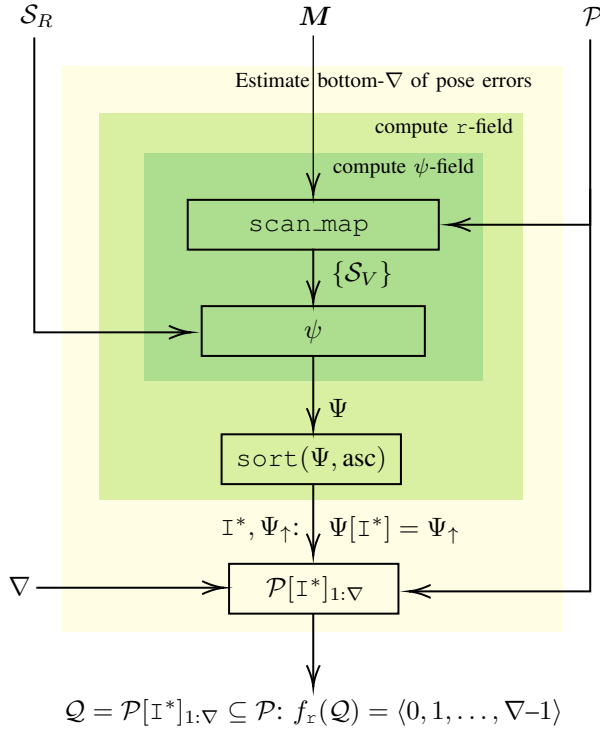 𝒮_R 𝑴 𝒫
Estimate bottom-∇ of pose errors
compute r-field
compute ψ-field
scan_map
{𝒮_V}
ψ
Ψ
sort(Ψ, asc)
I*, Ψ↑: Ψ[I*] = Ψ↑
∇ 𝒫[I*]_{1:∇}
𝒬 = 𝒫[I*]_{1:∇} ⊆ 𝒫: f_r(𝒬) = ⟨0, 1, …, ∇–1⟩